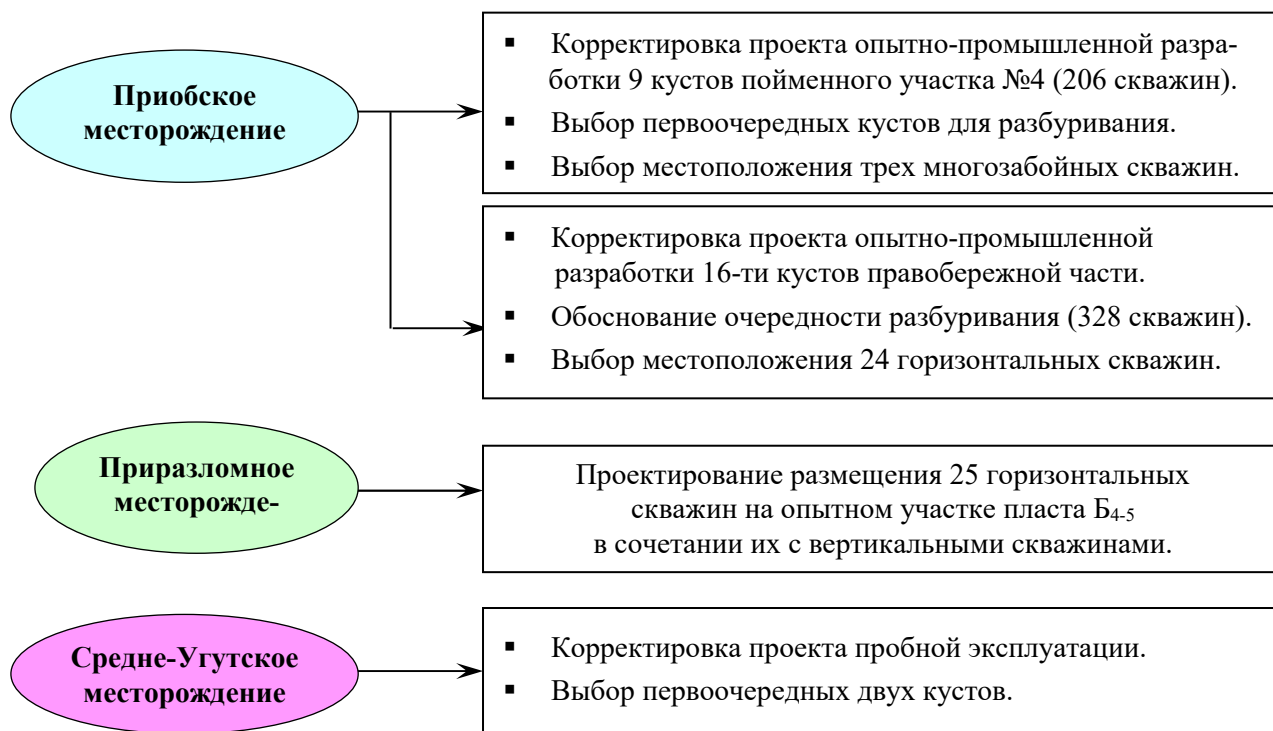 Приобское
месторождение
▪ Корректировка проекта опытно-промышленной разра-
ботки 9 кустов пойменного участка №4 (206 скважин).
▪ Выбор первоочередных кустов для разбуривания.
▪ Выбор местоположения трех многозабойных скважин.
▪ Корректировка проекта опытно-промышленной
разработки 16-ти кустов правобережной части.
▪ Обоснование очередности разбуривания (328 скважин).
▪ Выбор местоположения 24 горизонтальных скважин.
Приразломное
месторожде-
Проектирование размещения 25 горизонтальных
скважин на опытном участке пласта Б4-5
в сочетании их с вертикальными скважинами.
Средне-Угутское
месторождение
▪ Корректировка проекта пробной эксплуатации.
▪ Выбор первоочередных двух кустов.